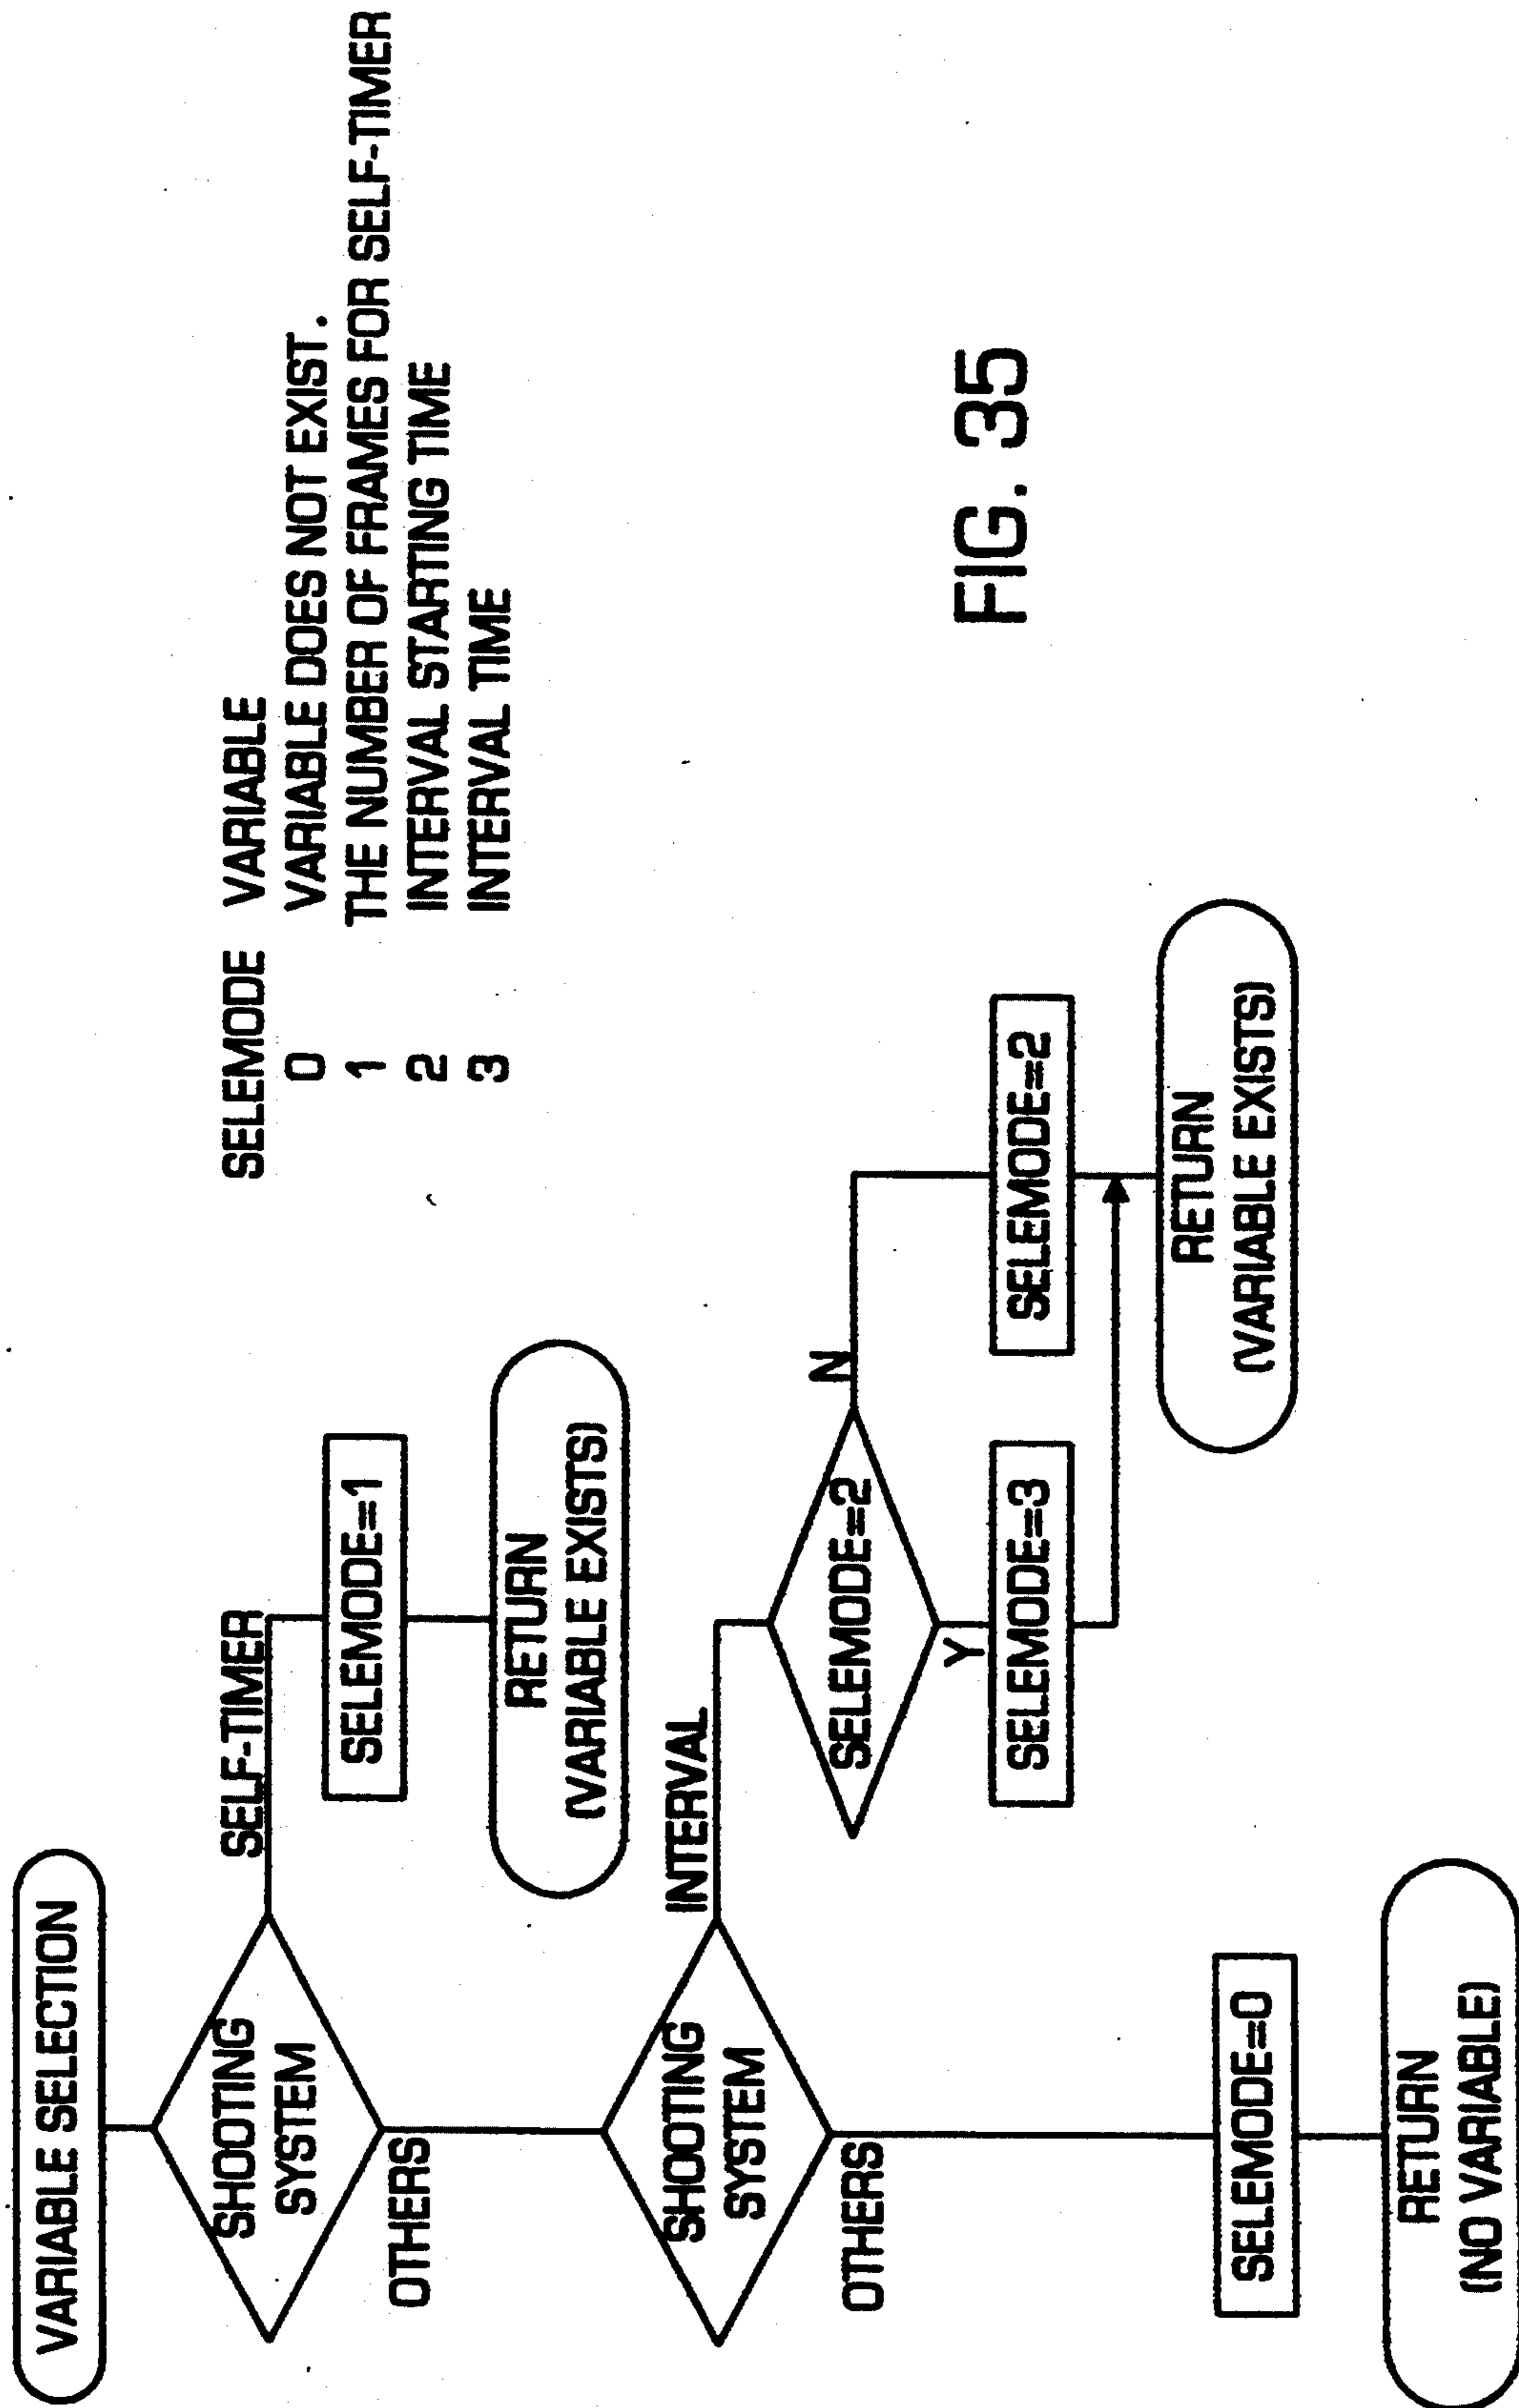 VARIABLE SELECTION
SHOOTING
SYSTEM
SELF-TIMER
SELEMODE=1
RETURN
(VARIABLE EXISTS)
OTHERS
SHOOTING
SYSTEM
INTERVAL
SELEMODE=2
N
Y
SELEMODE=3
SELEMODE=2
RETURN
(VARIABLE EXISTS)
OTHERS
SELEMODE=0
RETURN
(NO VARIABLE)
SELEMODE VARIABLE
0 VARIABLE DOES NOT EXIST.
1 THE NUMBER OF FRAMES FOR SELF-TIMER
2 INTERVAL STARTING TIME
3 INTERVAL TIME
FIG. 35